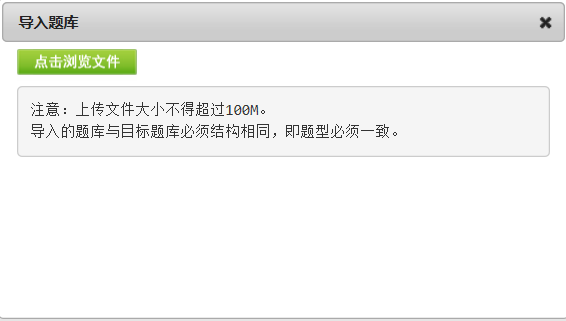 导入题库
点击浏览文件
注意：上传文件大小不得超过100M。
导入的题库与目标题库必须结构相同，即题型必须一致。